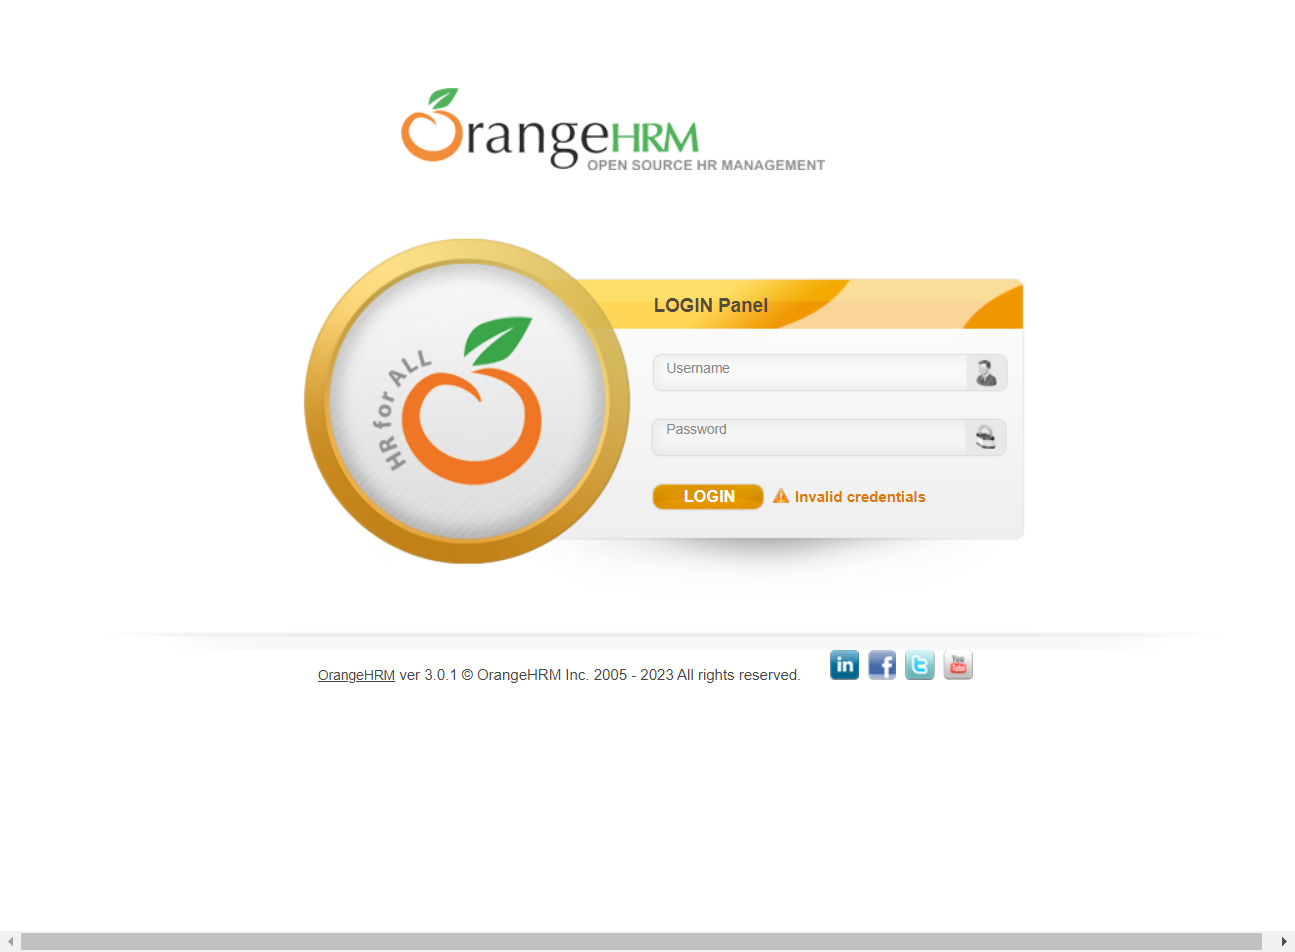 OrangeHRM
OPEN SOURCE HR MANAGEMENT
HR for ALL
LOGIN Panel
Username
Password
LOGIN
Invalid credentials
OrangeHRM ver 3.0.1 © OrangeHRM Inc. 2005 - 2023 All rights reserved.
in
f
t
You
Tube